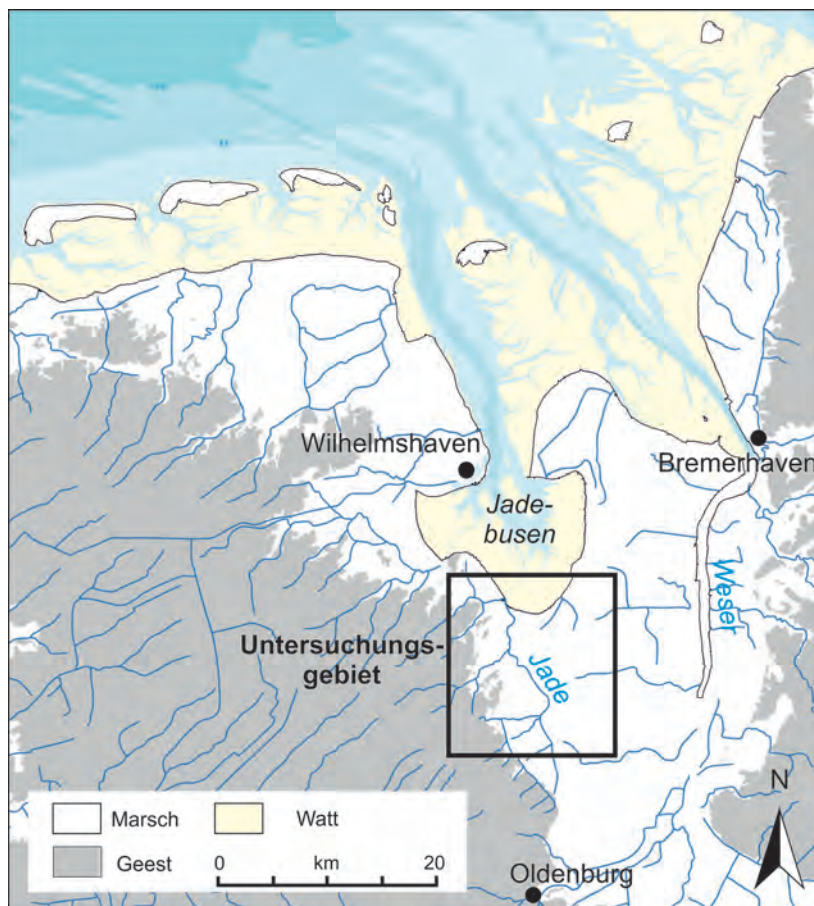 Wilhelmshaven
Bremerhaven
Jade-
busen
Weser
Untersuchungs-
gebiet
Jade
N
Marsch
Watt
Geest
0 km 20
Oldenburg